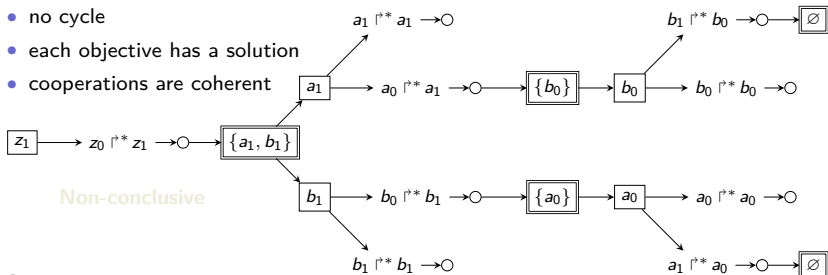 • no cycle
• each objective has a solution
• cooperations are coherent
a₁ ↱* a₁
b₁ ↱* b₀
∅
a₁
a₀ ↱* a₁
{b₀}
b₀
b₀ ↱* b₀
z₁
z₀ ↱* z₁
{a₁, b₁}
Non-conclusive
b₁
b₀ ↱* b₁
{a₀}
a₀
a₀ ↱* a₀
b₁ ↱* b₁
a₁ ↱* a₀
∅